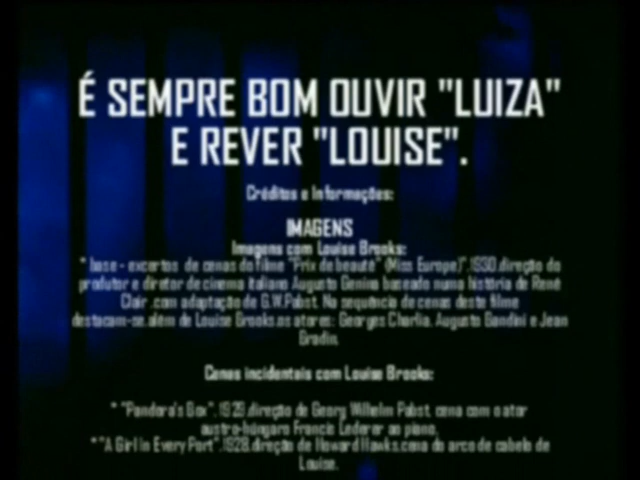 É SEMPRE BOM OUVIR "LUIZA"
E REVER "LOUISE".
Créditos e Informações:
IMAGENS
Imagens com Louise Brooks:
* base - excertos de cenas do filme "Prix de beauté" (Miss Europe)".1930.direção do
produtor e diretor de cinema italiano Augusto Genina baseado numa história de René
Clair .com adaptação de G.W.Pabst. Na sequência de cenas deste filme
destacam-se.além de Louise Brooks.os atores: Georges Charlia, Augusto Bandini e Jean
Cenas incidentais com Louise Brooks:
* "Pandora's Box".1929.direção de Georg Wilhelm Pabst. cena com o ator
austro-húngaro Francis Lederer ao piano.
* "A Girl in Every Port".1928.direção de Howard Hawks.cena do arco de cabelo de
Louise.